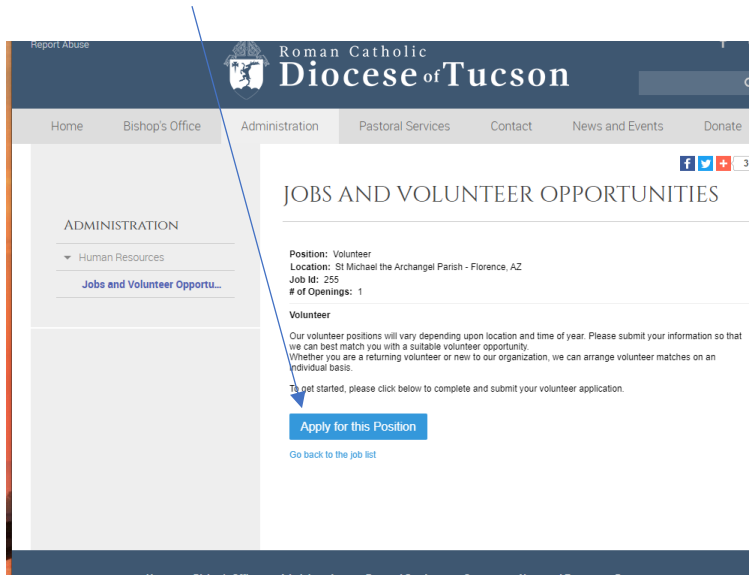 Report Abuse
Roman Catholic
Diocese of Tucson
Home Bishop's Office Administration Pastoral Services Contact News and Events Donate
3
JOBS AND VOLUNTEER OPPORTUNITIES
ADMINISTRATION
Human Resources
Jobs and Volunteer Opportu...
Position: Volunteer
Location: St Michael the Archangel Parish - Florence, AZ
Job Id: 255
# of Openings: 1
Volunteer
Our volunteer positions will vary depending upon location and time of year. Please submit your information so that
we can best match you with a suitable volunteer opportunity.
Whether you are a returning volunteer or new to our organization, we can arrange volunteer matches on an
individual basis.
To get started, please click below to complete and submit your volunteer application.
Apply for this Position
Go back to the job list